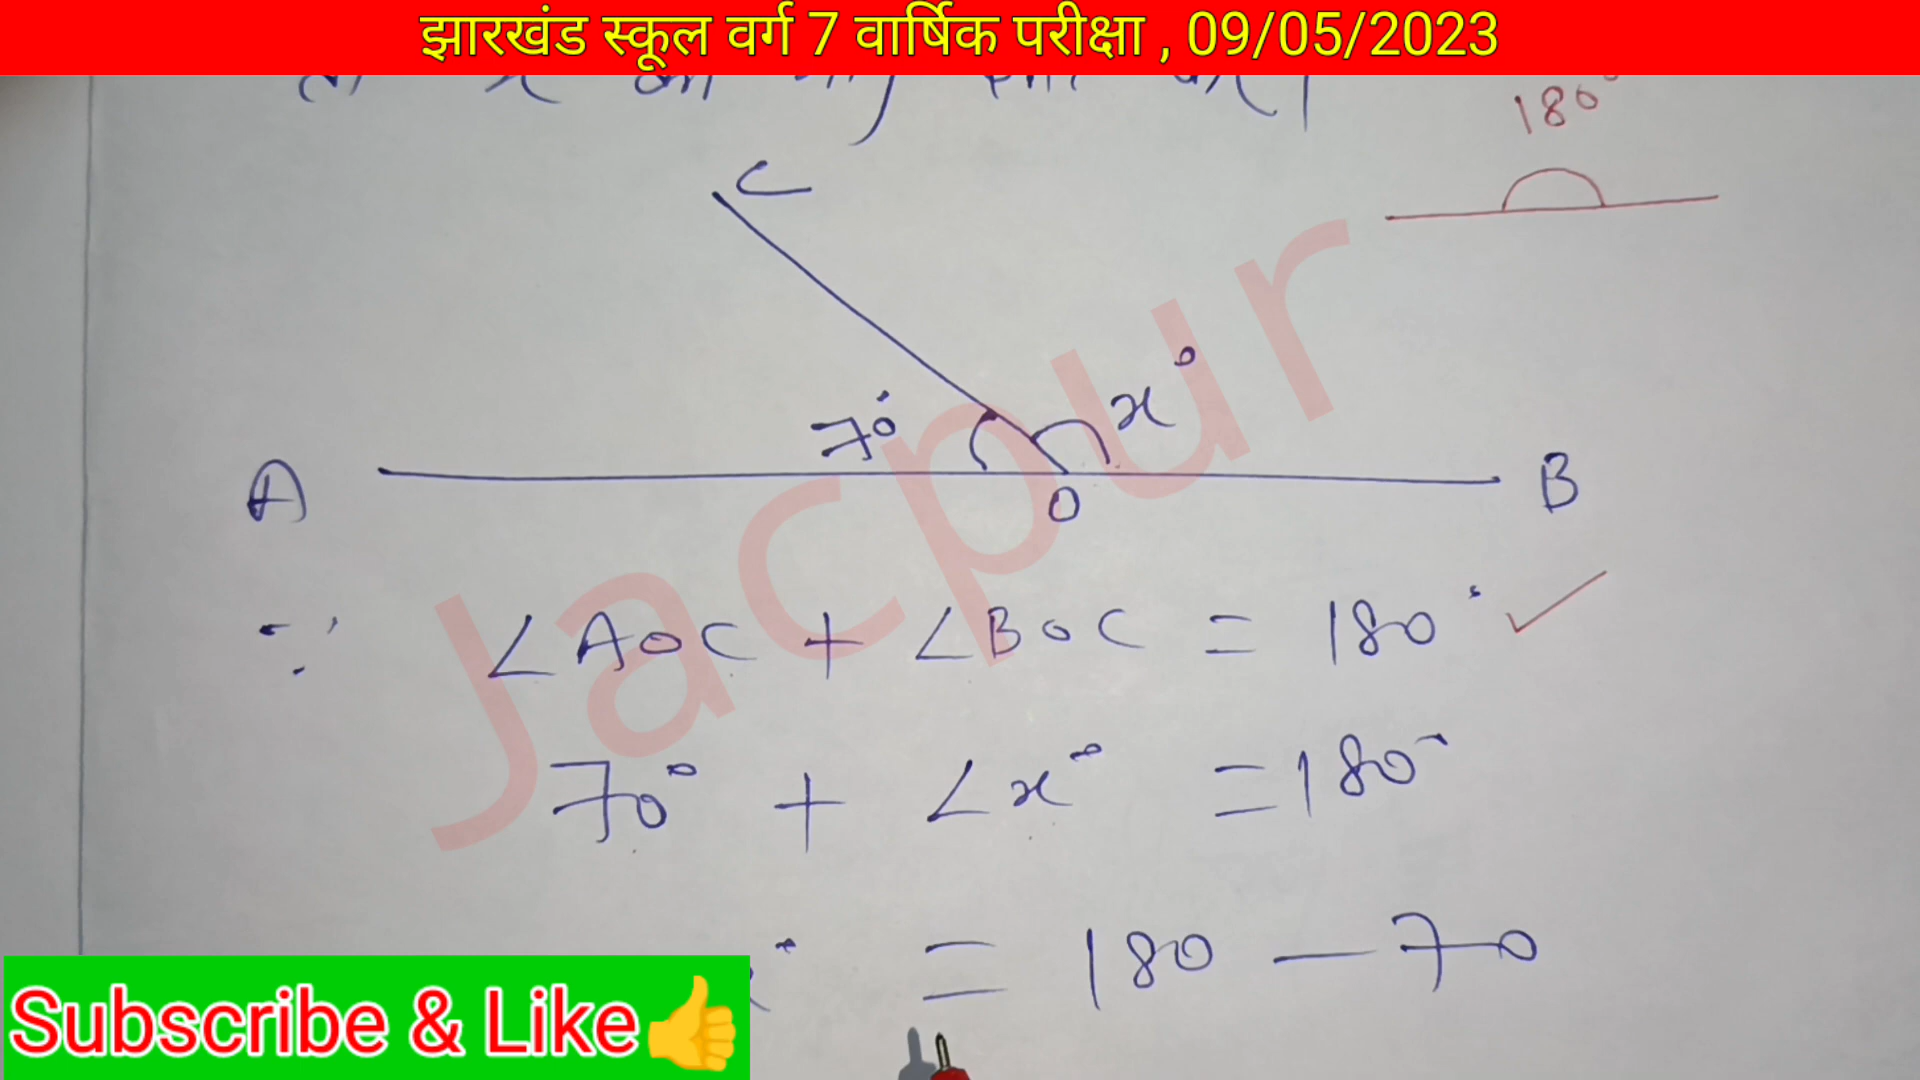 झारखंड स्कूल वर्ग 7 वार्षिक परीक्षा , 09/05/2023
180°
C
70° x°
A O B
∵ ∠AOC + ∠BOC = 180° ✓
70° + ∠x° = 180°
= 180 — 70
Subscribe & Like👍
Jacpur